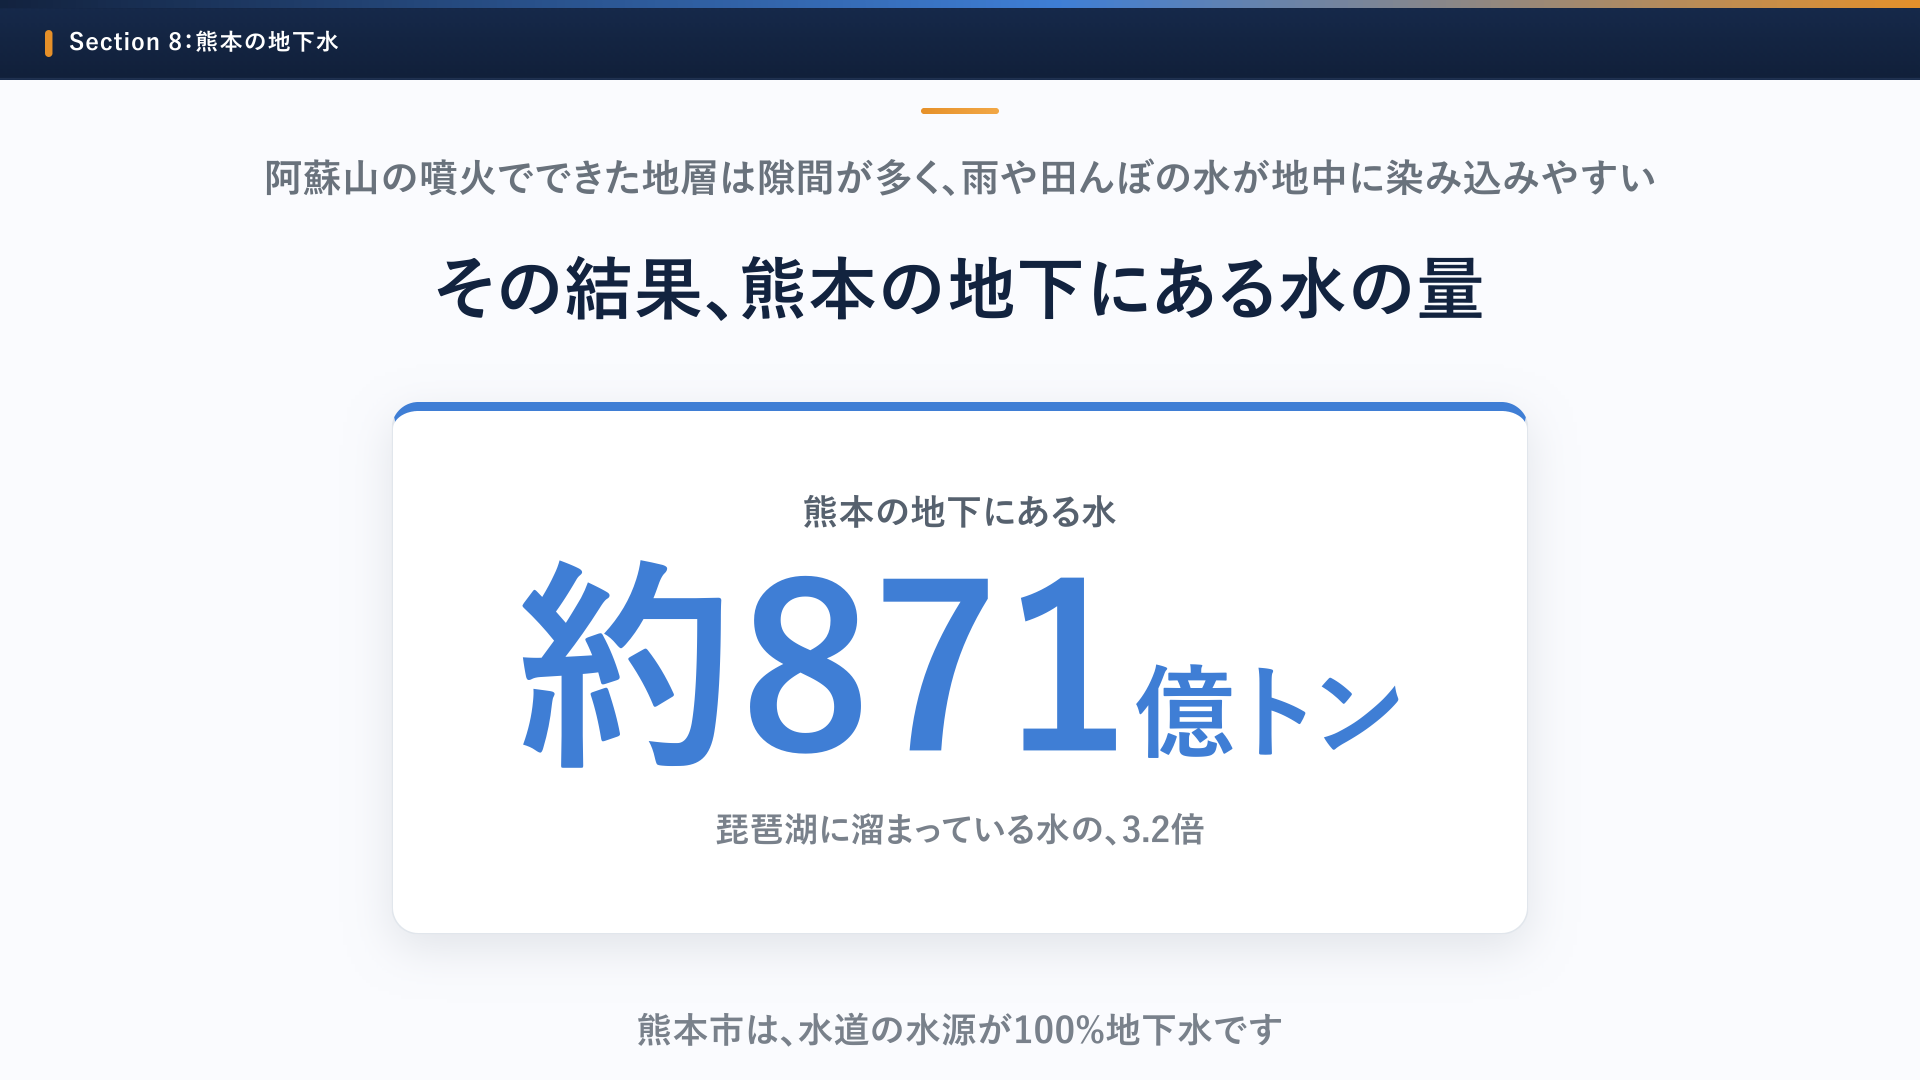 Section 8：熊本の地下水
阿蘇山の噴火でできた地層は隙間が多く、雨や田んぼの水が地中に染み込みやすい
その結果、熊本の地下にある水の量
熊本の地下にある水
約871億トン
琵琶湖に溜まっている水の、3.2倍
熊本市は、水道の水源が100%地下水です